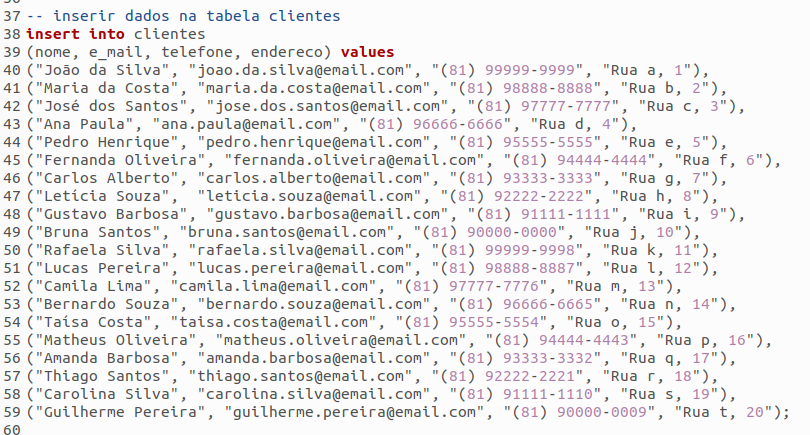 37 -- inserir dados na tabela clientes
38 insert into clientes
39 (nome, e_mail, telefone, endereco) values
40 ("João da Silva", "joao.da.silva@email.com", "(81) 99999-9999", "Rua a, 1"),
41 ("Maria da Costa", "maria.da.costa@email.com", "(81) 98888-8888", "Rua b, 2"),
42 ("José dos Santos", "jose.dos.santos@email.com", "(81) 97777-7777", "Rua c, 3"),
43 ("Ana Paula", "ana.paula@email.com", "(81) 96666-6666", "Rua d, 4"),
44 ("Pedro Henrique", "pedro.henrique@email.com", "(81) 95555-5555", "Rua e, 5"),
45 ("Fernanda Oliveira", "fernanda.oliveira@email.com", "(81) 94444-4444", "Rua f, 6"),
46 ("Carlos Alberto", "carlos.alberto@email.com", "(81) 93333-3333", "Rua g, 7"),
47 ("Letícia Souza",  "leticia.souza@email.com", "(81) 92222-2222", "Rua h, 8"),
48 ("Gustavo Barbosa", "gustavo.barbosa@email.com", "(81) 91111-1111", "Rua i, 9"),
49 ("Bruna Santos", "bruna.santos@email.com", "(81) 90000-0000", "Rua j, 10"),
50 ("Rafaela Silva", "rafaela.silva@email.com", "(81) 99999-9998", "Rua k, 11"),
51 ("Lucas Pereira", "lucas.pereira@email.com", "(81) 98888-8887", "Rua l, 12"),
52 ("Camila Lima", "camila.lima@email.com", "(81) 97777-7776", "Rua m, 13"),
53 ("Bernardo Souza", "bernardo.souza@email.com", "(81) 96666-6665", "Rua n, 14"),
54 ("Taísa Costa", "taisa.costa@email.com", "(81) 95555-5554", "Rua o, 15"),
55 ("Matheus Oliveira", "matheus.oliveira@email.com", "(81) 94444-4443", "Rua p, 16"),
56 ("Amanda Barbosa", "amanda.barbosa@email.com", "(81) 93333-3332", "Rua q, 17"),
57 ("Thiago Santos", "thiago.santos@email.com", "(81) 92222-2221", "Rua r, 18"),
58 ("Carolina Silva", "carolina.silva@email.com", "(81) 91111-1110", "Rua s, 19"),
59 ("Guilherme Pereira", "guilherme.pereira@email.com", "(81) 90000-0009", "Rua t, 20");
60